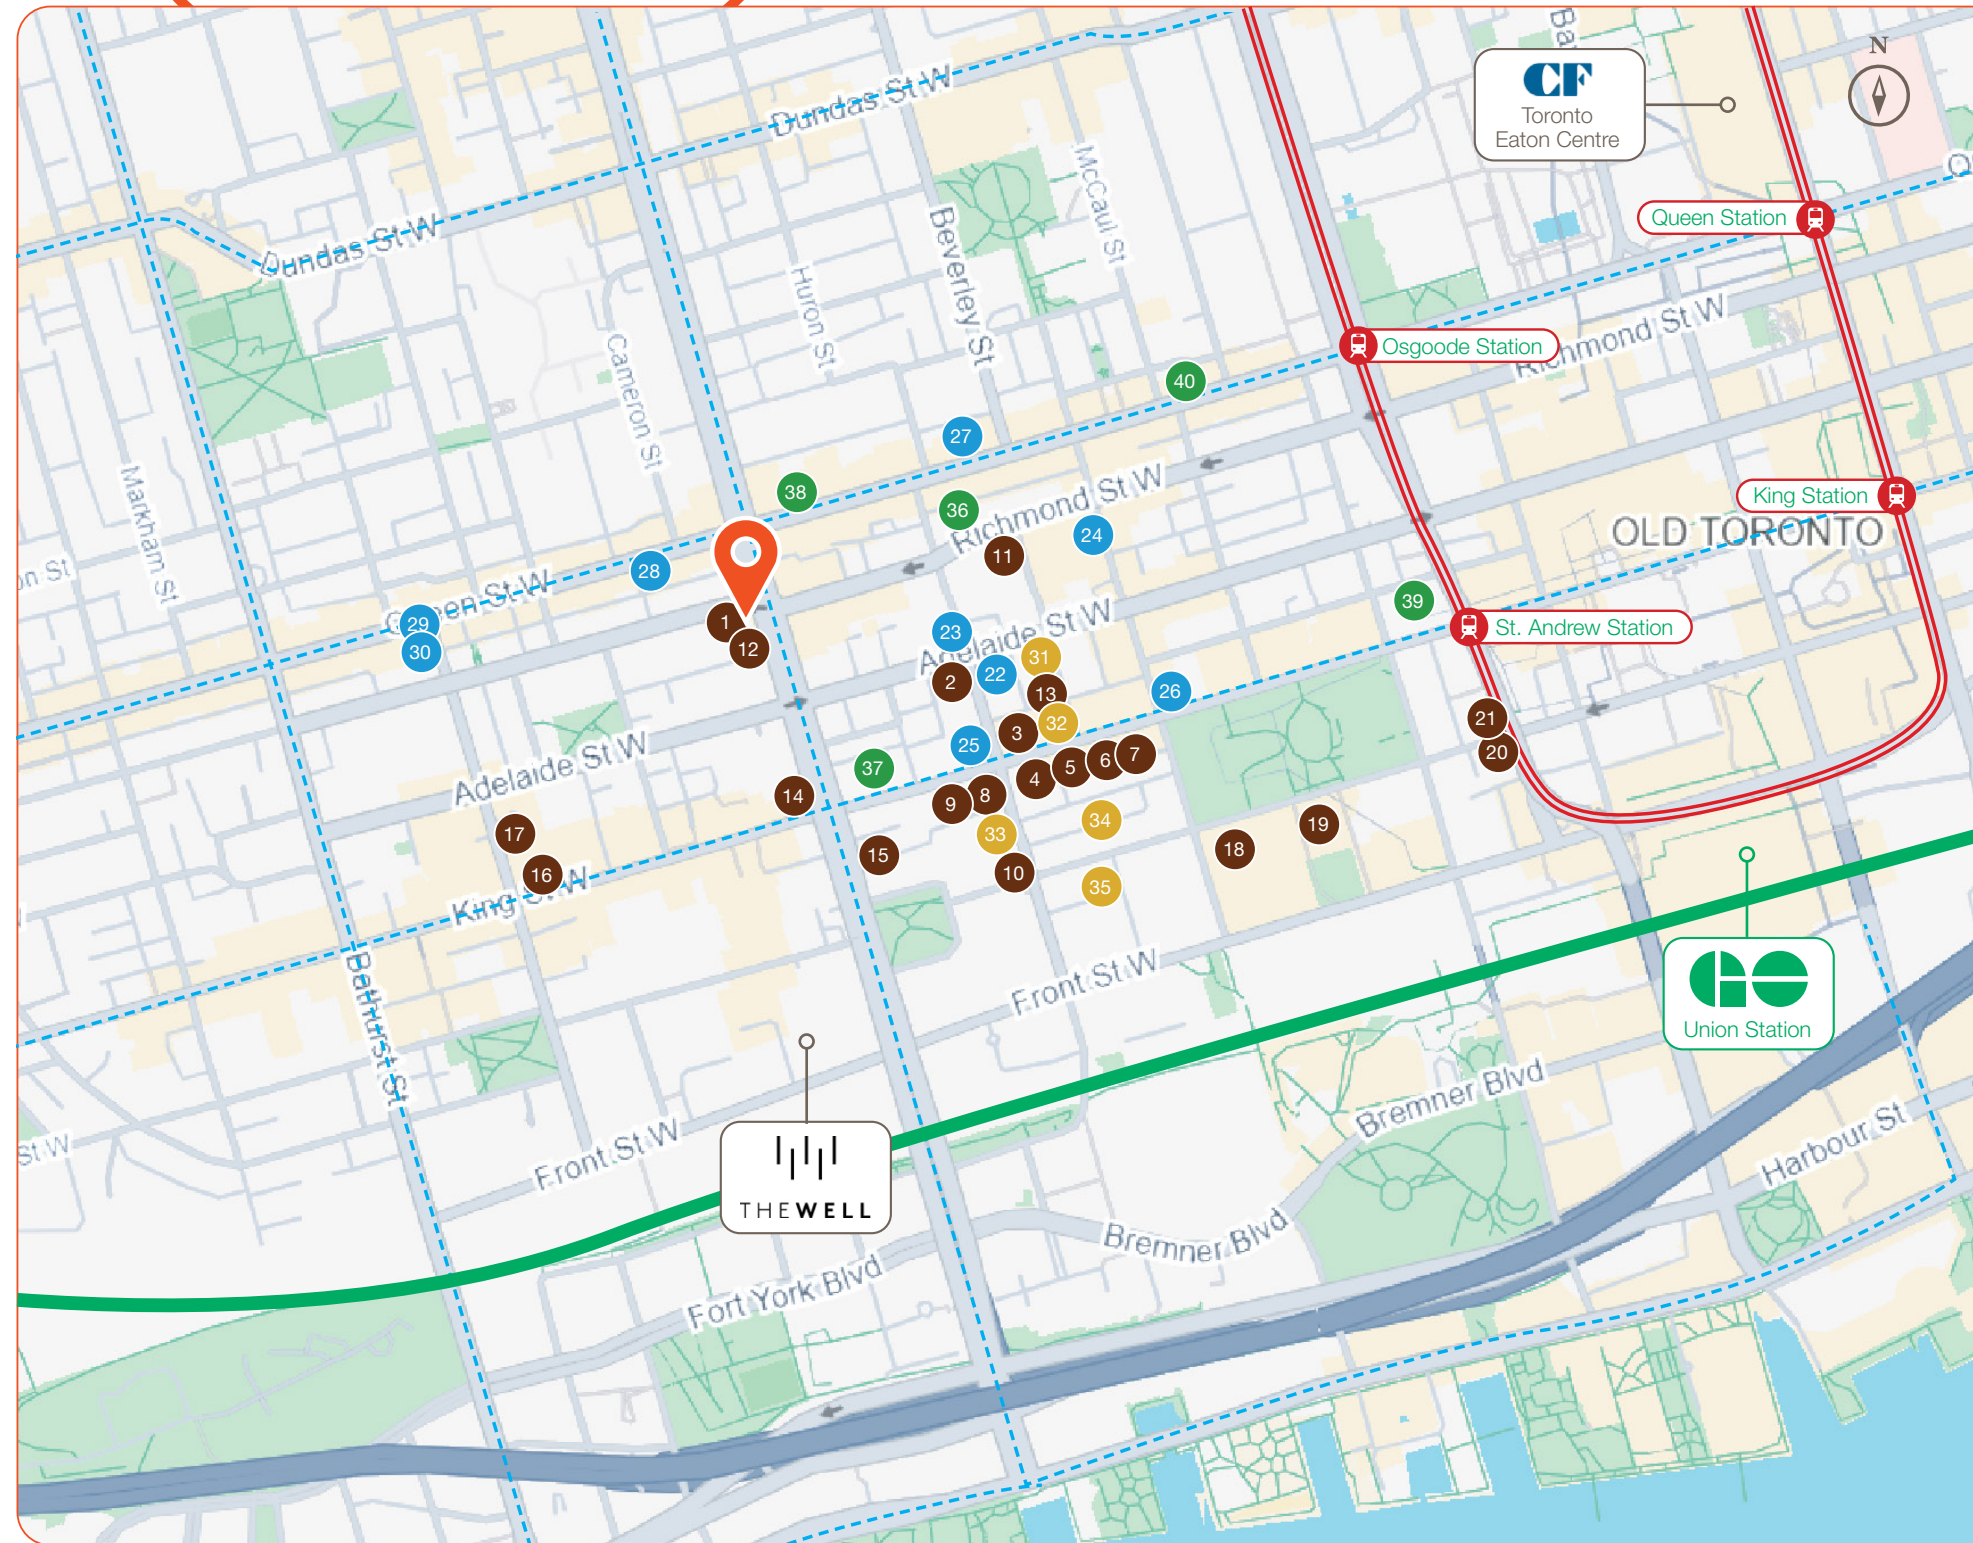 Ba
N
CF
Toronto
Eaton Centre
Dundas St W
McCaul St
Queen Station
Beverley St
Dundas St W
Huron St
Richmond St W
Cameron St
Osgoode Station
40
27
Markham St
38
36
Richmond St W
24
King Station
OLD TORONTO
11
28
on St
Queen St W
29
30
1
12
23
Adelaide St W
39
St. Andrew Station
31
22
2
13
26
3
32
21
20
25
Adelaide St W
37
4
5
6
7
14
9
8
33
34
19
17
15
18
16
10
35
King St W
Bathurst St
Front St W
GO
Union Station
Bremner Blvd
Harbour St
St W
Front St W
THEWELL
Bremner Blvd
Fort York Blvd